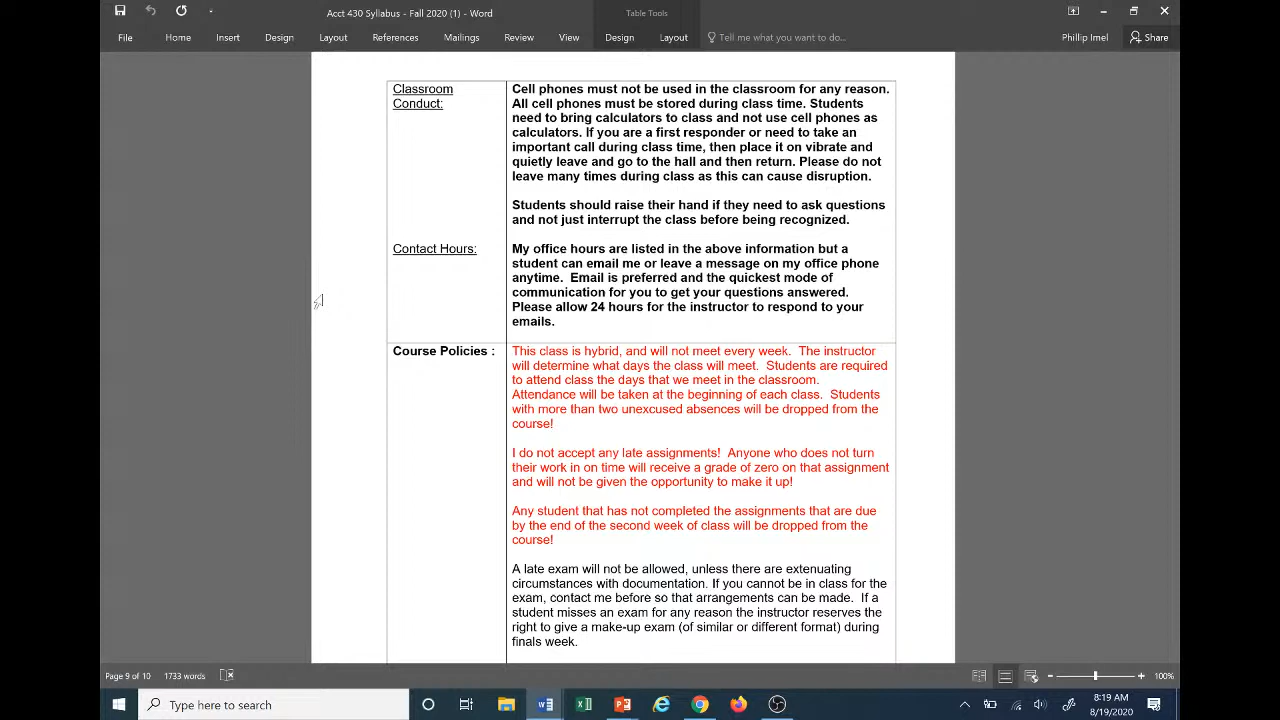 Acct 430 Syllabus - Fall 2020 (1) - Word
Table Tools
File
Home
Insert
Design
Layout
References
Mailings
Review
View
Design
Layout
Tell me what you want to do...
Phillip Imel
Share
Classroom
Conduct:
Cell phones must not be used in the classroom for any reason.
All cell phones must be stored during class time. Students
need to bring calculators to class and not use cell phones as
calculators. If you are a first responder or need to take an
important call during class time, then place it on vibrate and
quietly leave and go to the hall and then return. Please do not
leave many times during class as this can cause disruption.
Students should raise their hand if they need to ask questions
and not just interrupt the class before being recognized.
Contact Hours:
My office hours are listed in the above information but a
student can email me or leave a message on my office phone
anytime.  Email is preferred and the quickest mode of
communication for you to get your questions answered.
Please allow 24 hours for the instructor to respond to your
emails.
Course Policies :
This class is hybrid, and will not meet every week.  The instructor
will determine what days the class will meet.  Students are required
to attend class the days that we meet in the classroom.
Attendance will be taken at the beginning of each class.  Students
with more than two unexcused absences will be dropped from the
course!
I do not accept any late assignments!  Anyone who does not turn
their work in on time will receive a grade of zero on that assignment
and will not be given the opportunity to make it up!
Any student that has not completed the assignments that are due
by the end of the second week of class will be dropped from the
course!
A late exam will not be allowed, unless there are extenuating
circumstances with documentation. If you cannot be in class for the
exam, contact me before so that arrangements can be made.  If a
student misses an exam for any reason the instructor reserves the
right to give a make-up exam (of similar or different format) during
finals week.
Page 9 of 10
1733 words
100%
Type here to search
8:19 AM
8/19/2020